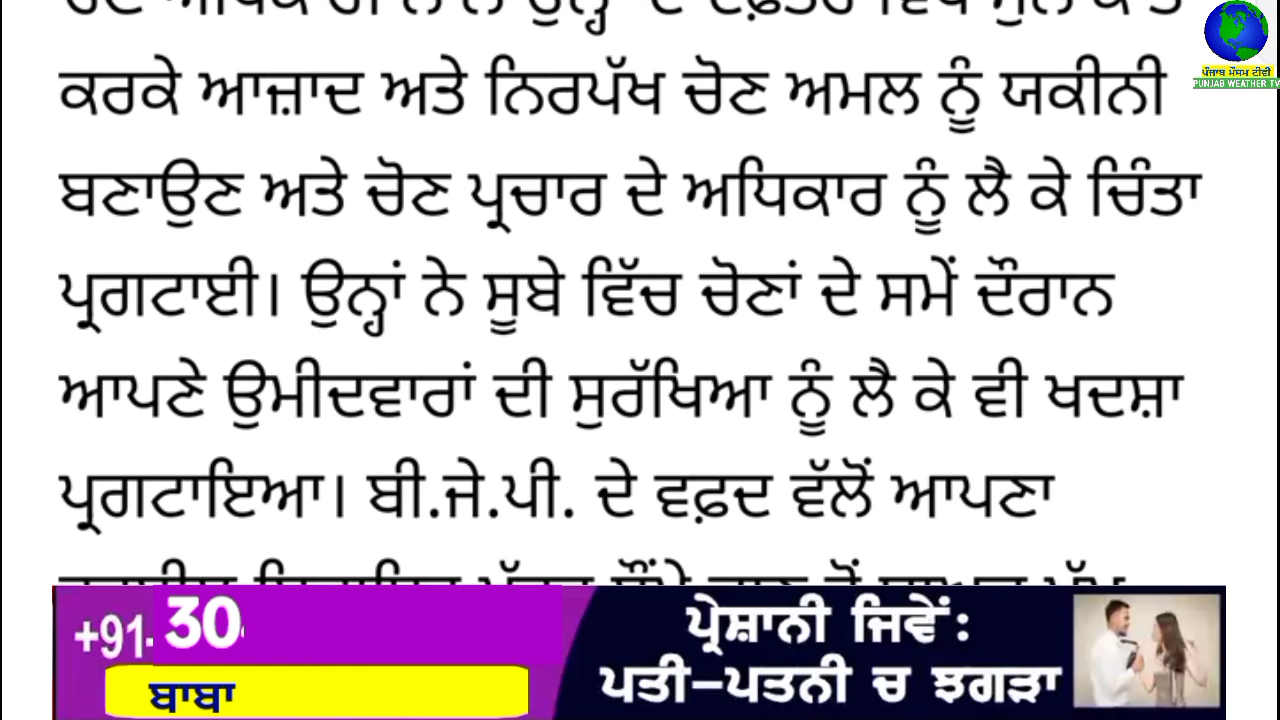 ਪੰਜਾਬ ਮੌਸਮ ਟੀਵੀ
PUNJAB WEATHER TV
ਕਰਕੇ ਆਜ਼ਾਦ ਅਤੇ ਨਿਰਪੱਖ ਚੋਣ ਅਮਲ ਨੂੰ ਯਕੀਨੀ
ਬਣਾਉਣ ਅਤੇ ਚੋਣ ਪ੍ਰਚਾਰ ਦੇ ਅਧਿਕਾਰ ਨੂੰ ਲੈ ਕੇ ਚਿੰਤਾ
ਪ੍ਰਗਟਾਈ। ਉਨ੍ਹਾਂ ਨੇ ਸੂਬੇ ਵਿੱਚ ਚੋਣਾਂ ਦੇ ਸਮੇਂ ਦੌਰਾਨ
ਆਪਣੇ ਉਮੀਦਵਾਰਾਂ ਦੀ ਸੁਰੱਖਿਆ ਨੂੰ ਲੈ ਕੇ ਵੀ ਖਦਸ਼ਾ
ਪ੍ਰਗਟਾਇਆ। ਬੀ.ਜੇ.ਪੀ. ਦੇ ਵਫ਼ਦ ਵੱਲੋਂ ਆਪਣਾ
+91 30
ਬਾਬਾ
ਪ੍ਰੇਸ਼ਾਨੀ ਜਿਵੇਂ:
ਪਤੀ-ਪਤਨੀ ਚ ਝਗੜਾ